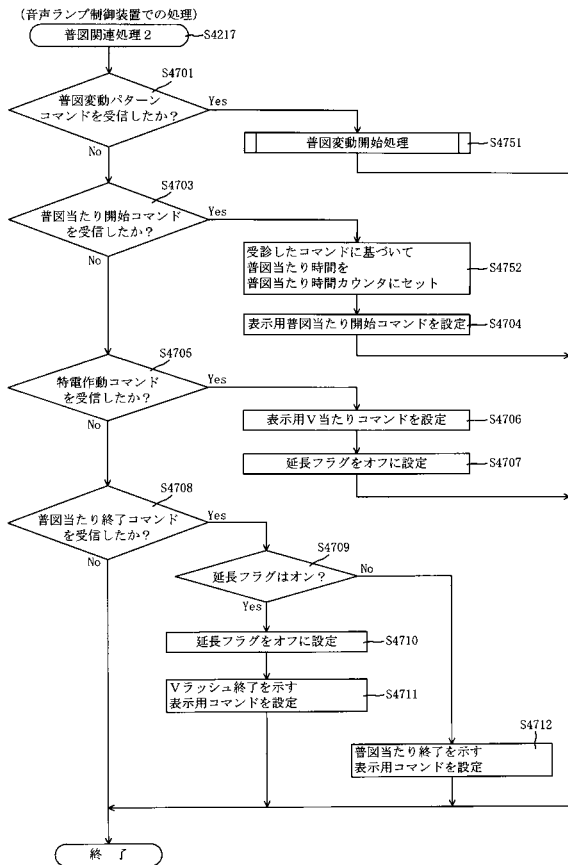 (音声ランプ制御装置での処理)
普図関連処理2
S4217
S4701
普図変動パターン
コマンドを受信したか?
Yes
No
普図変動開始処理
S4751
S4703
普図当たり開始コマンド
を受信したか?
Yes
No
受診したコマンドに基づいて
普図当たり時間を
普図当たり時間カウンタにセット
S4752
表示用普図当たり開始コマンドを設定
S4704
S4705
特電作動コマンド
を受信したか?
Yes
No
表示用V当たりコマンドを設定
S4706
延長フラグをオフに設定
S4707
S4708
普図当たり終了コマンド
を受信したか?
Yes
No
S4709
延長フラグはオン?
No
Yes
延長フラグをオフに設定
S4710
Vラッシュ終了を示す
表示用コマンドを設定
S4711
S4712
普図当たり終了を示す
表示用コマンドを設定
終 了